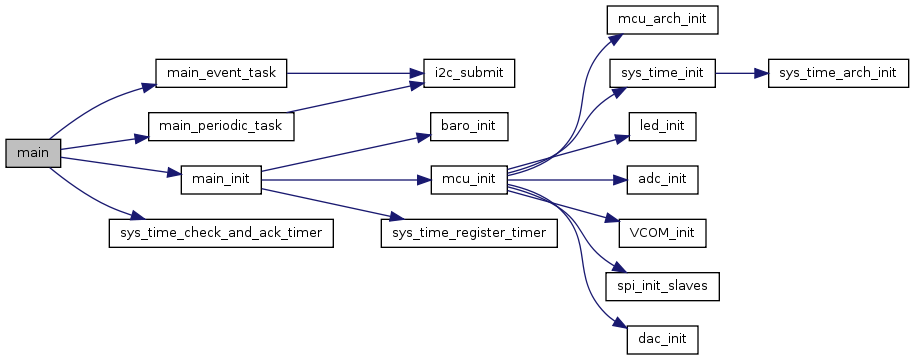 main
main_event_task
main_periodic_task
main_init
sys_time_check_and_ack_timer
i2c_submit
baro_init
mcu_init
sys_time_register_timer
mcu_arch_init
sys_time_init
led_init
adc_init
VCOM_init
spi_init_slaves
dac_init
sys_time_arch_init